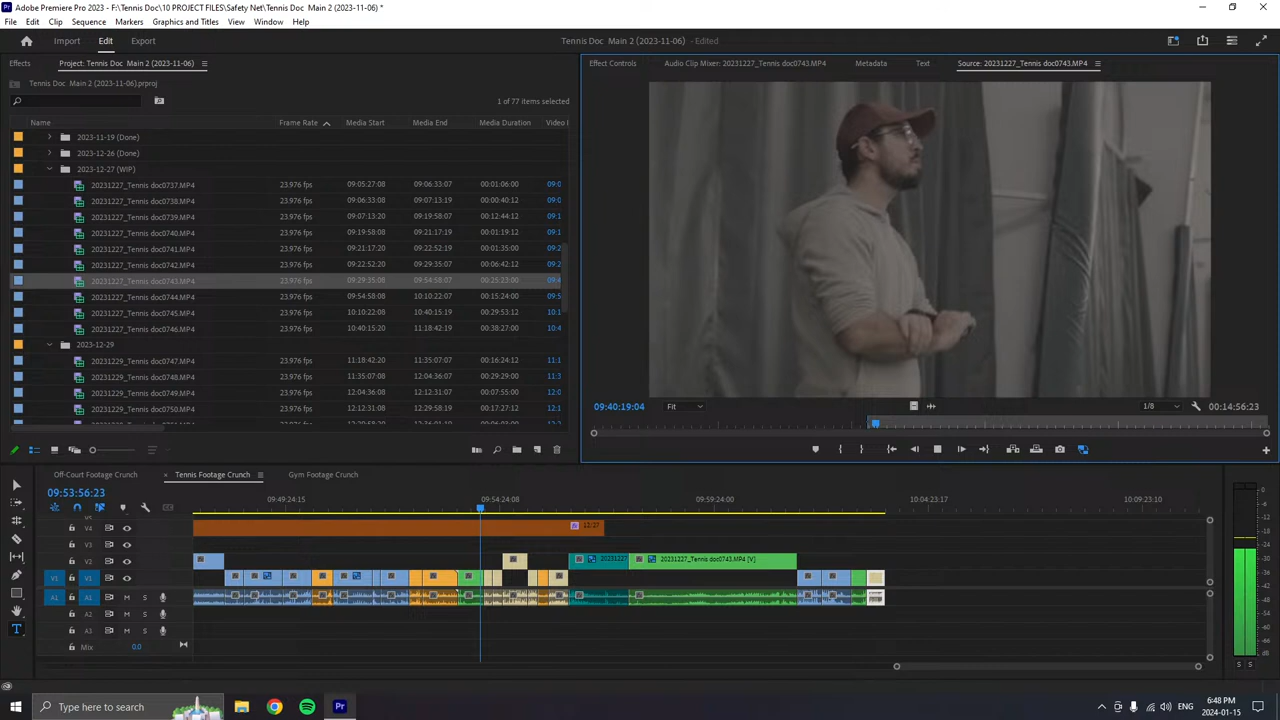 Adobe Premiere Pro 2023 - F:\Tennis Doc\10 PROJECT FILES\Safety Net\Tennis Doc Main 2 (2023-11-06) *
File Edit Clip Sequence Markers Graphics and Titles View Window Help
Import Edit Export Tennis Doc Main 2 (2023-11-06) - Edited
Effects Project: Tennis Doc Main 2 (2023-11-06) Effect Controls Audio Clip Mixer: 20231227_Tennis doc0743.MP4 Metadata Text Source: 20231227_Tennis doc0743.MP4
Tennis Doc Main 2 (2023-11-06).prproj
1 of 77 items selected
Name Frame Rate Media Start Media End Media Duration Video I
2023-11-19 (Done)
2023-12-26 (Done)
2023-12-27 (WIP)
20231227_Tennis doc0737.MP4 23.976 fps 09:05:27:08 09:06:33:07 00:01:06:00 09:0
20231227_Tennis doc0738.MP4 23.976 fps 09:06:33:08 09:07:13:19 00:00:40:12 09:0
20231227_Tennis doc0739.MP4 23.976 fps 09:07:13:20 09:19:58:07 00:12:44:12 09:1
20231227_Tennis doc0740.MP4 23.976 fps 09:19:58:08 09:21:17:19 00:01:19:12 09:1
20231227_Tennis doc0741.MP4 23.976 fps 09:21:17:20 09:22:52:19 00:01:35:00 09:2
20231227_Tennis doc0742.MP4 23.976 fps 09:22:52:20 09:29:35:07 00:06:42:12 09:2
20231227_Tennis doc0743.MP4 23.976 fps 09:29:35:08 09:54:58:07 00:25:23:00 09:4
20231227_Tennis doc0744.MP4 23.976 fps 09:54:58:08 10:10:22:07 00:15:24:00 09:5
20231227_Tennis doc0745.MP4 23.976 fps 10:10:22:08 10:40:15:19 00:29:53:12 10:1
20231227_Tennis doc0746.MP4 23.976 fps 10:40:15:20 11:18:42:19 00:38:27:00 10:4
2023-12-29
20231229_Tennis doc0747.MP4 23.976 fps 11:18:42:20 11:35:07:07 00:16:24:12 11:1
20231229_Tennis doc0748.MP4 23.976 fps 11:35:07:08 12:04:36:07 00:29:29:00 11:3
20231229_Tennis doc0749.MP4 23.976 fps 12:04:36:08 12:12:31:07 00:07:55:00 12:0
20231229_Tennis doc0750.MP4 23.976 fps 12:12:31:08 12:29:58:19 00:17:27:12 12:1
09:40:19:04 Fit 1/8 00:14:56:23
Off-Court Footage Crunch × Tennis Footage Crunch Gym Footage Crunch
09:53:56:23
09:49:24:15 09:54:24:08 09:59:24:00 10:04:23:17 10:09:23:10
V4 12/27
V3
V2 20231227 20231227_Tennis doc0743.MP4 [V]
V1 V1
A1 A1 M S
A2 M S
A3 M S
Mix 0.0
0
-6
-12
-18
-24
-30
-36
-42
-48
-54
-60
dB
S S
Type here to search
Pr
ENG
6:48 PM
2024-01-15